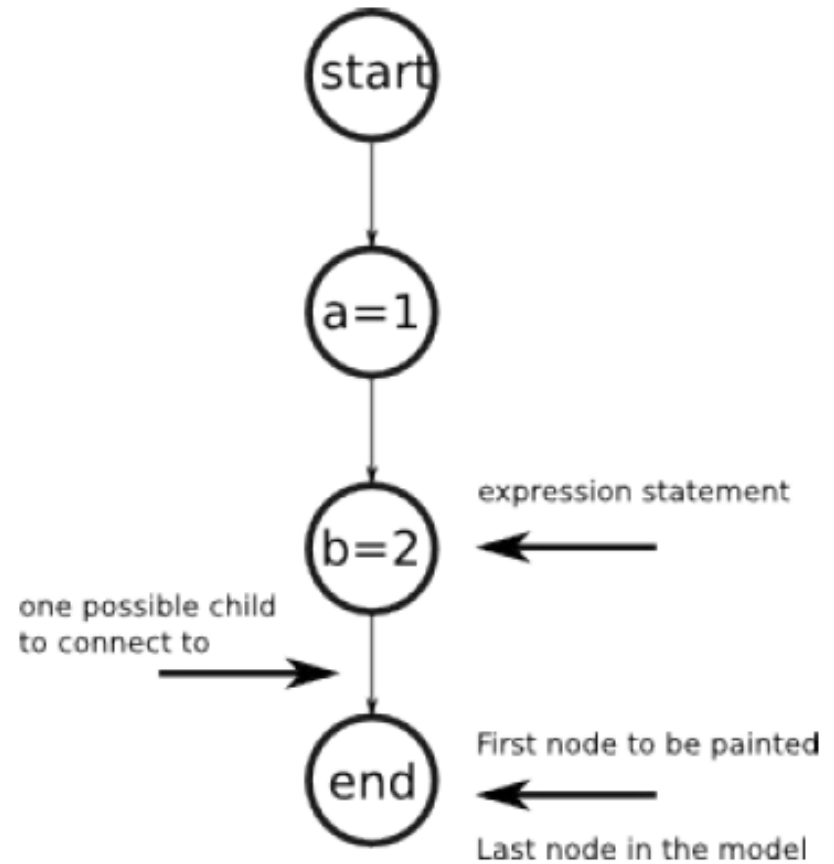 start
a=1
b=2
expression statement
one possible child
to connect to
end
First node to be painted
Last node in the model